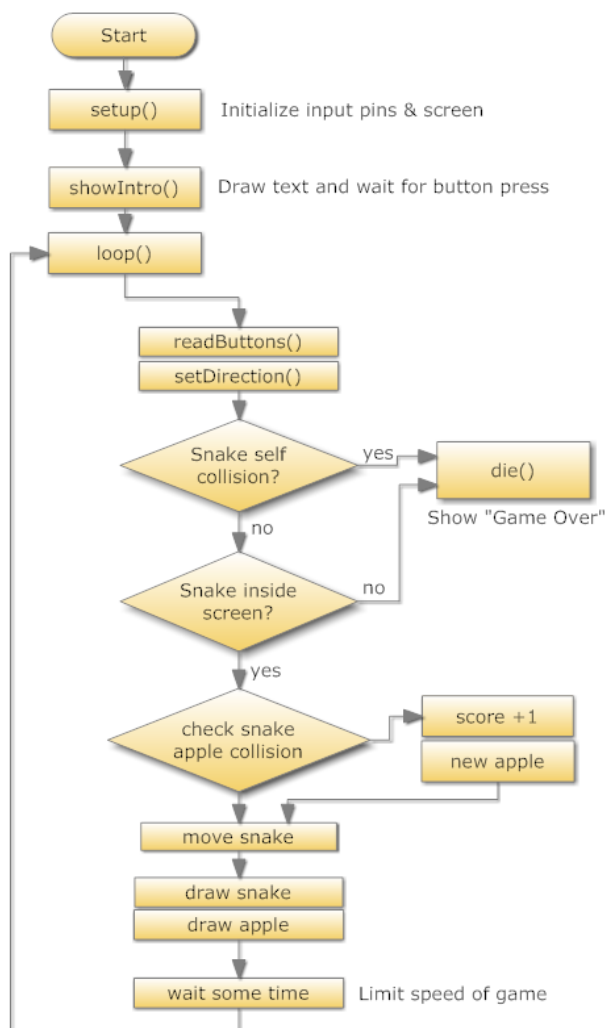 Start
setup()
Initialize input pins & screen
showIntro()
Draw text and wait for button press
loop()
readButtons()
setDirection()
Snake self
collision?
yes
die()
Show "Game Over"
no
Snake inside
screen?
no
yes
check snake
apple collision
score +1
new apple
move snake
draw snake
draw apple
wait some time
Limit speed of game